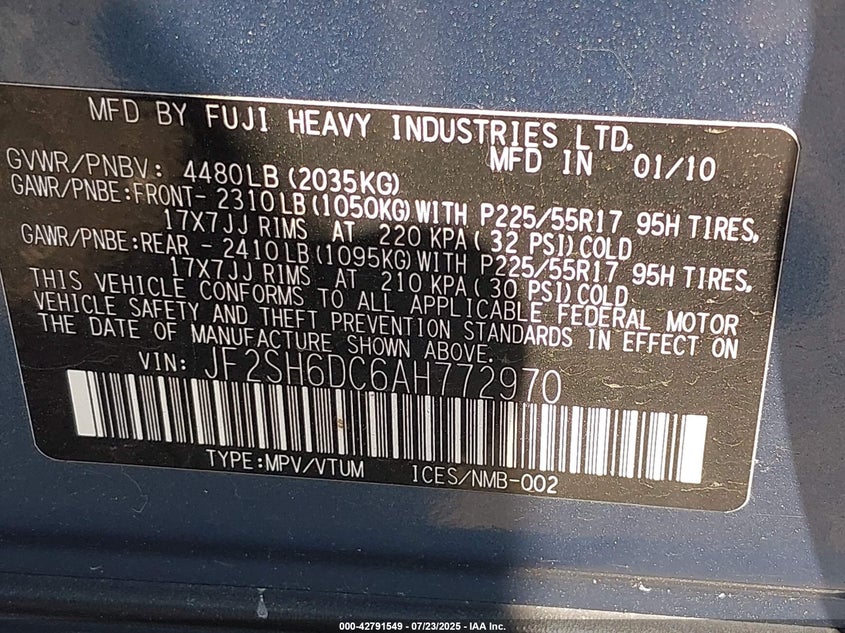 MFD BY FUJI HEAVY INDUSTRIES LTD.
MFD IN 01/10
GVWR/PNBV: 4480LB (2035KG)
GAWR/PNBE:FRONT- 2310LB(1050KG)WITH P225/55R17 95H TIRES,
17X7JJ RIMS AT 220 KPA( 32 PSI)COLD
GAWR/PNBE:REAR - 2410LB(1095KG)WITH P225/55R17 95H TIRES,
17X7JJ RIMS AT 210 KPA( 30 PSI)COLD
THIS VEHICLE CONFORMS TO ALL APPLICABLE FEDERAL MOTOR
VEHICLE SAFETY AND THEFT PREVENTION STANDARDS IN EFFECT ON
THE DATE OF MANUFACTURE SHOWN ABOVE.
VIN: JF2SH6DC6AH772970
TYPE:MPV/VTUM ICES/NMB-002
000-42791549 - 07/23/2025 - IAA Inc.